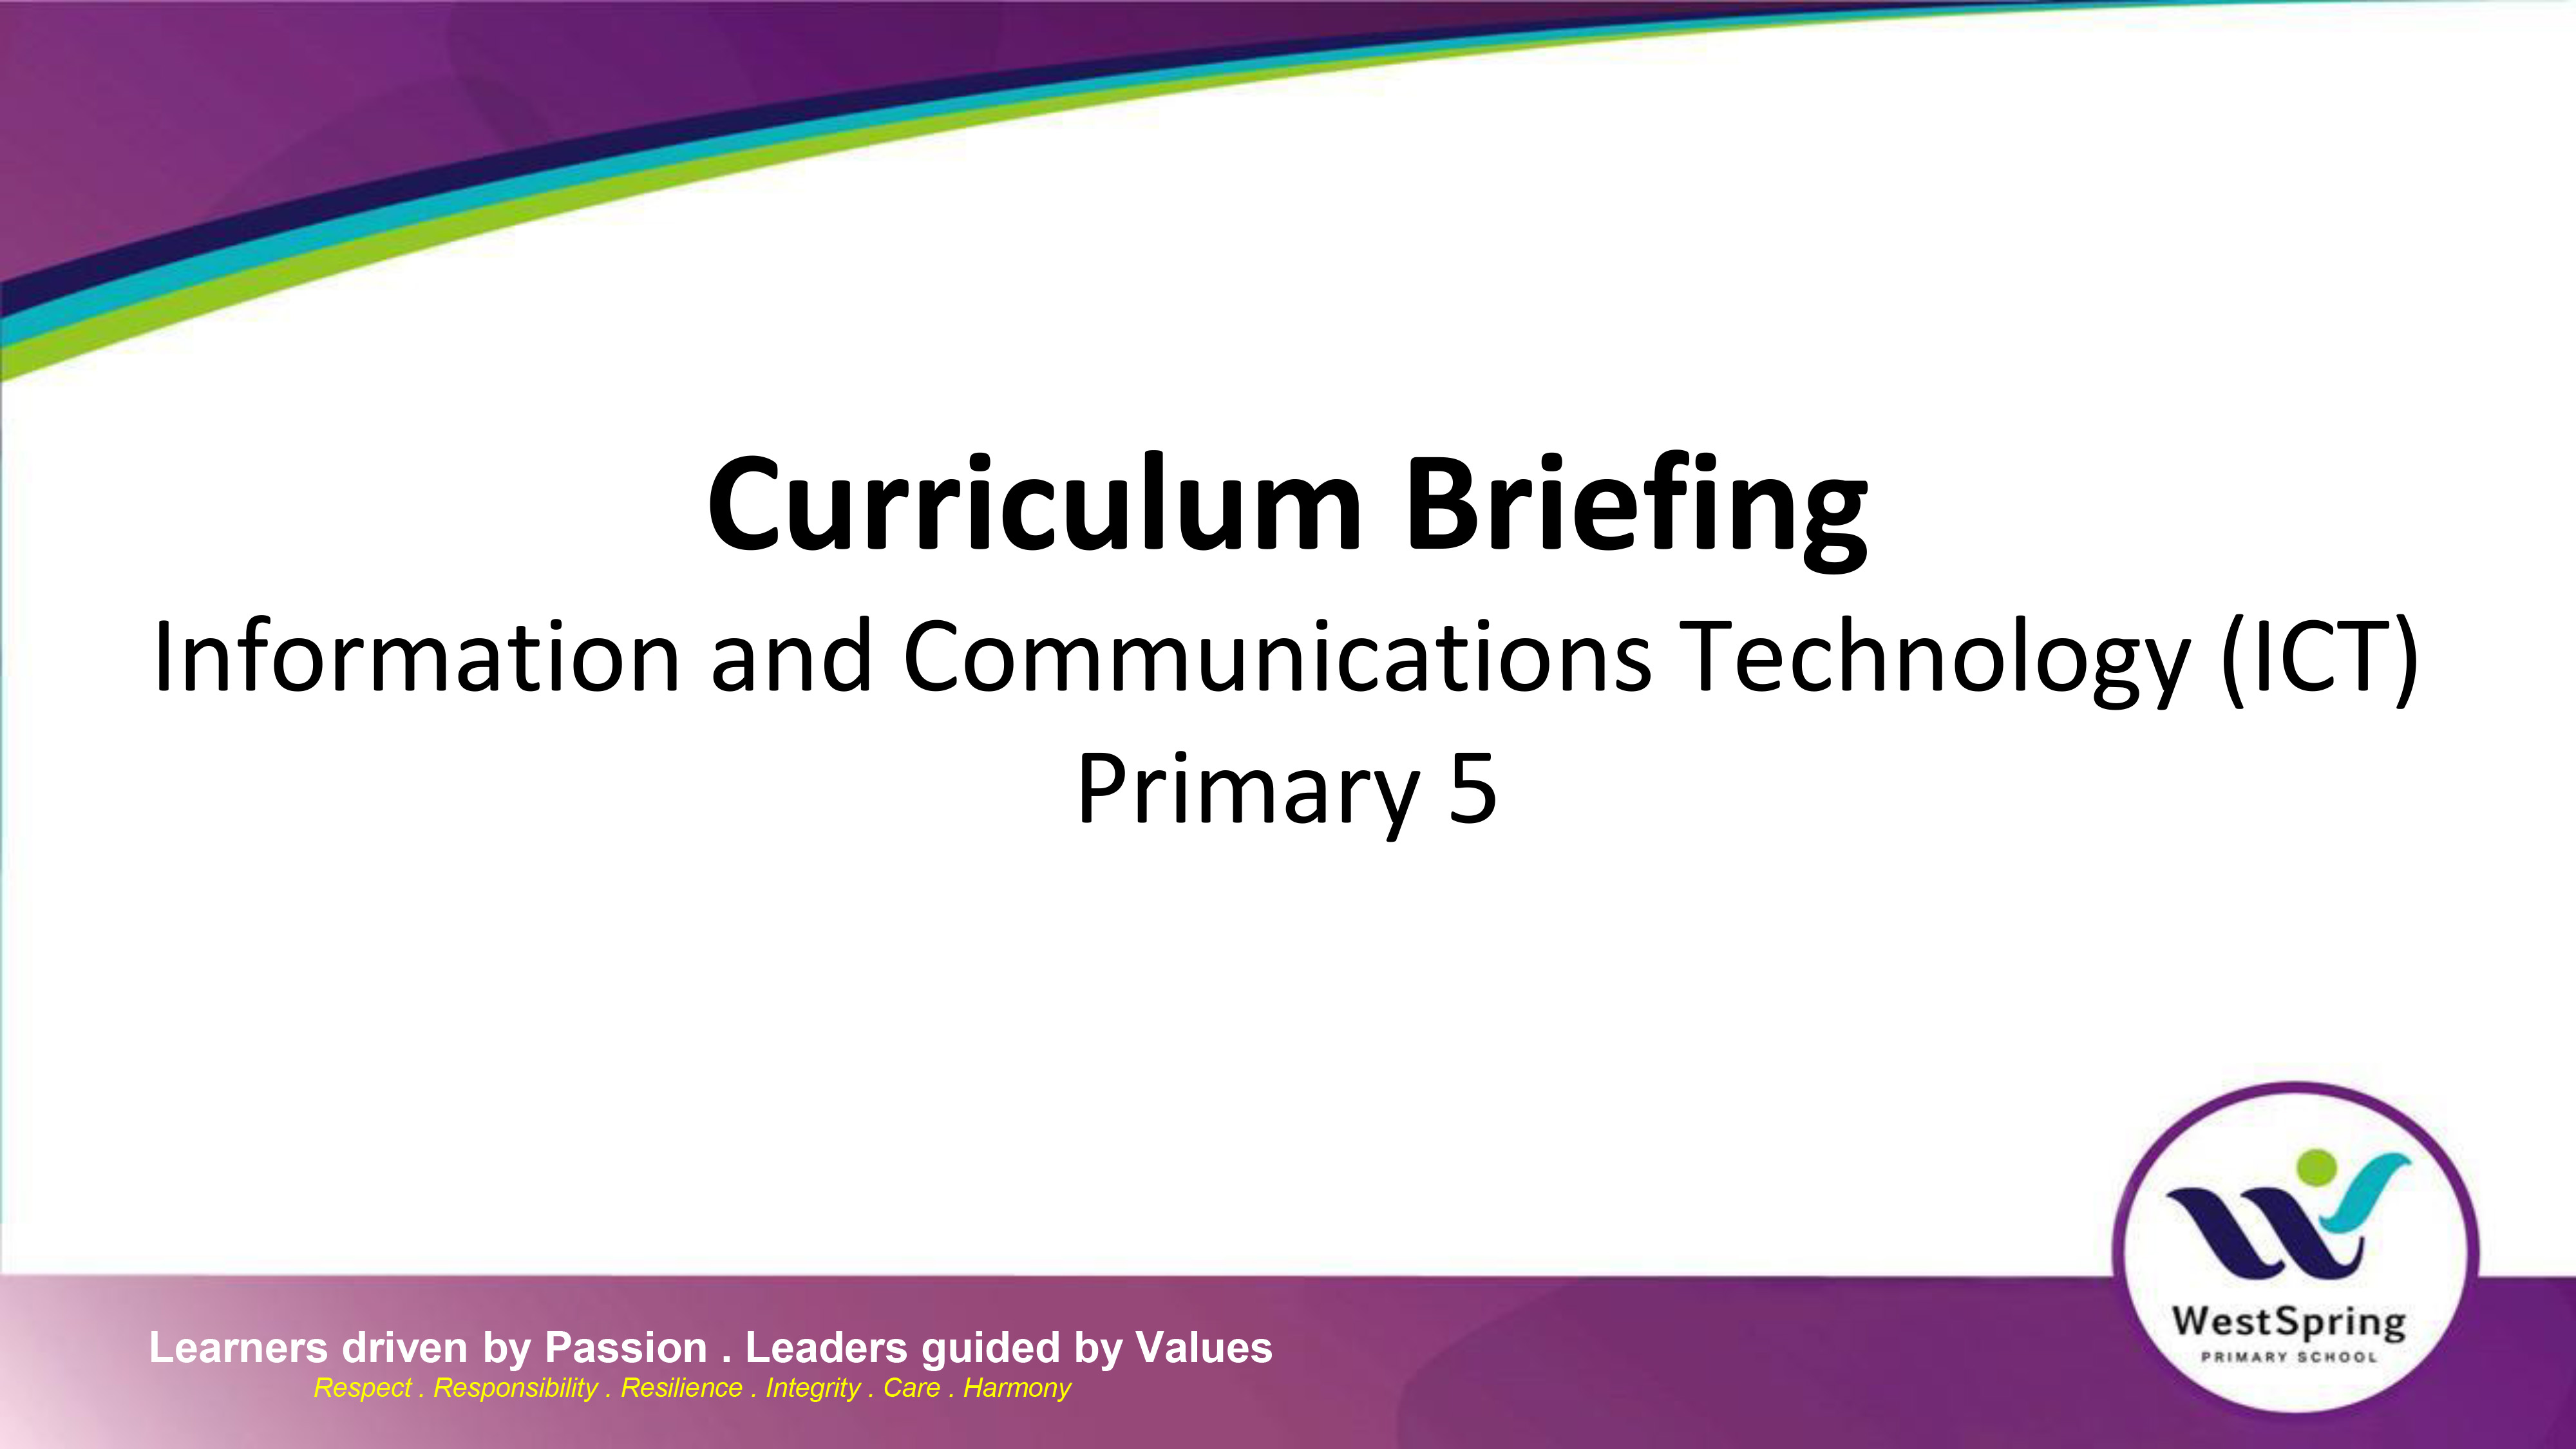 Curriculum Briefing
Information and Communications Technology (ICT)
Primary 5
Learners driven by Passion . Leaders guided by Values
Respect . Responsibility . Resilience . Integrity . Care . Harmony
WestSpring
PRIMARY SCHOOL